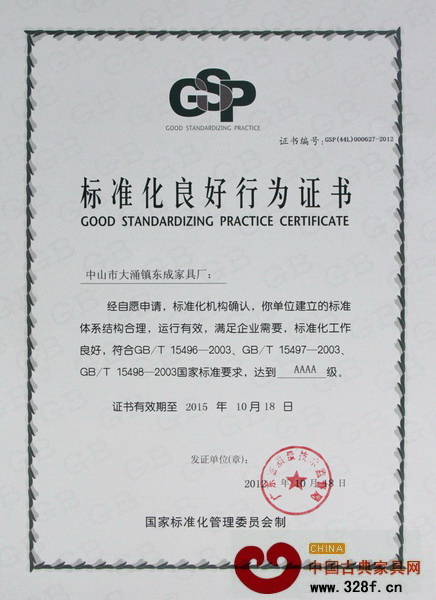 GSP
GOOD STANDARDIZING PRACTICE
证书编号:GSP(44L)000627-2012
标准化良好行为证书
GOOD STANDARDIZING PRACTICE CERTIFICATE
中山市大涌镇东成家具厂:
经自愿申请,标准化机构确认,你单位建立的标准
体系结构合理,运行有效,满足企业需要,标准化工作
良好,符合GB/T 15496—2003、GB/T 15497—2003、
GB/T 15498—2003国家标准要求,达到 AAAA 级。
证书有效期至 2015 年 10 月 18 日
发证单位(章):
2012 年 10 月 18 日
国家标准化管理委员会制
CHINA
中国古典家具网
www.328f.cn